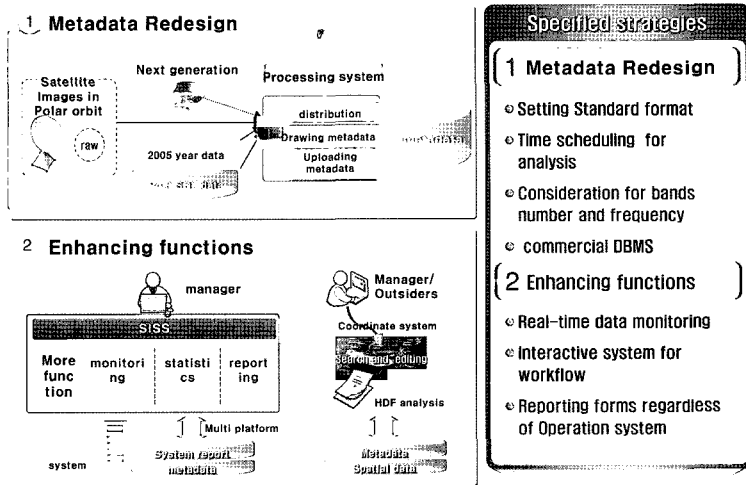 1 Metadata Redesign
Satellite
Images in
Polar orbit
raw
Next generation
2005 year data
Processing system
distribution
Drawing metadata
Uploading
metadata
2 Enhancing functions
manager
SISS
More
func
tion
monitori
ng
statisti
cs
report
ing
Multi platform
system
System report
metadata
Manager/
Outsiders
Coordinate system
Search and editing
HDF analysis
Metadata
Spatial data
Specified strategies
1 Metadata Redesign
Setting Standard format
Time scheduling for
analysis
Consideration for bands
number and frequency
commercial DBMS
2 Enhancing functions
Real-time data monitoring
Interactive system for
workflow
Reporting forms regardless
of Operation system